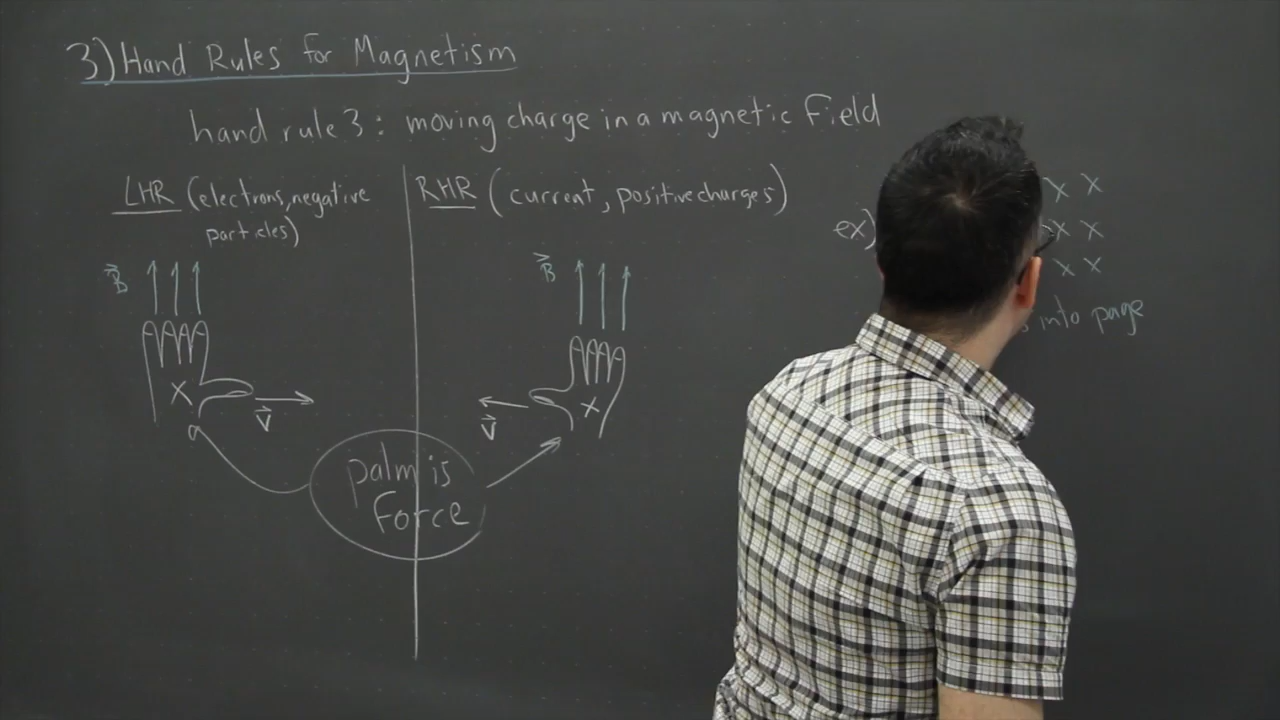 3) Hand Rules for Magnetism
hand rule 3: moving charge in a magnetic field
LHR (electrons, negative
particles)
RHR (current, positive charges)
B
V
B
V
palm is
Force
ex)
x x
x x
x x
into page